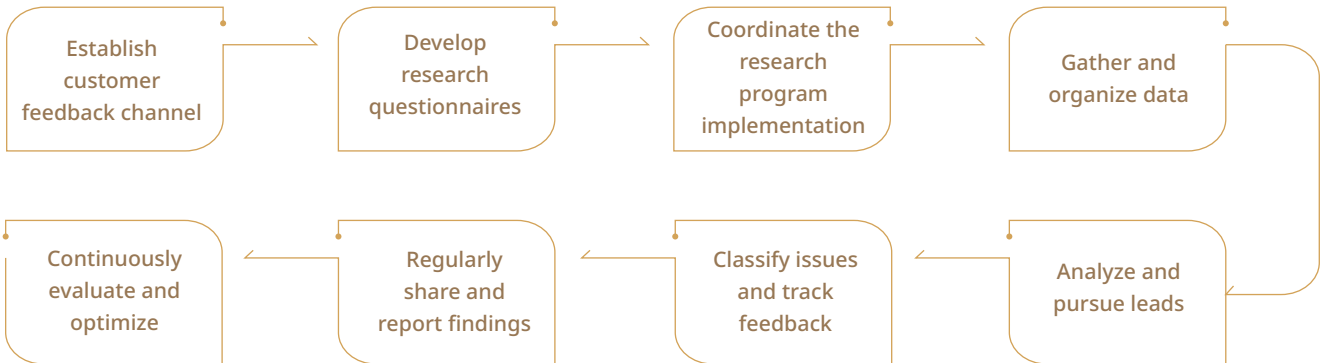 Establish
customer
feedback channel
Develop
research
questionnaires
Coordinate the
research
program
implementation
Gather and
organize data
Analyze and
pursue leads
Classify issues
and track
feedback
Regularly
share and
report findings
Continuously
evaluate and
optimize